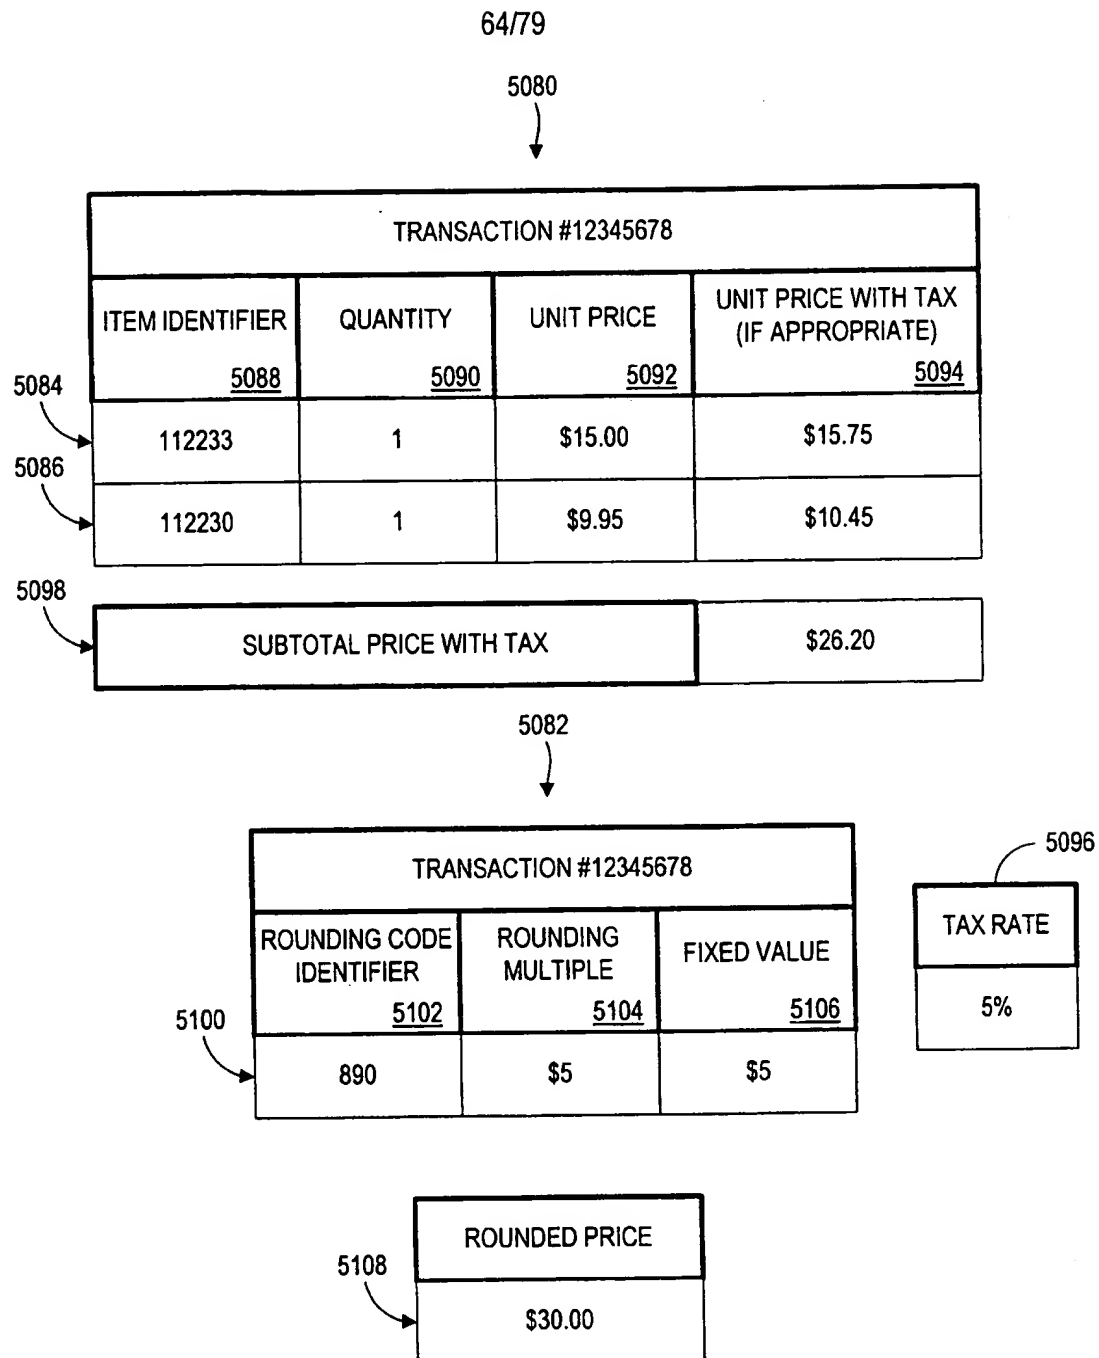 64/79
5080
TRANSACTION #12345678
ITEM IDENTIFIER
5088
QUANTITY
5090
UNIT PRICE
5092
UNIT PRICE WITH TAX
(IF APPROPRIATE)
5094
5084
112233 1 $15.00 $15.75
5086
112230 1 $9.95 $10.45
5098
SUBTOTAL PRICE WITH TAX $26.20
5082
TRANSACTION #12345678
ROUNDING CODE
IDENTIFIER
5102
ROUNDING
MULTIPLE
5104
FIXED VALUE
5106
5100
890 $5 $5
5096
TAX RATE
5%
ROUNDED PRICE
5108
$30.00